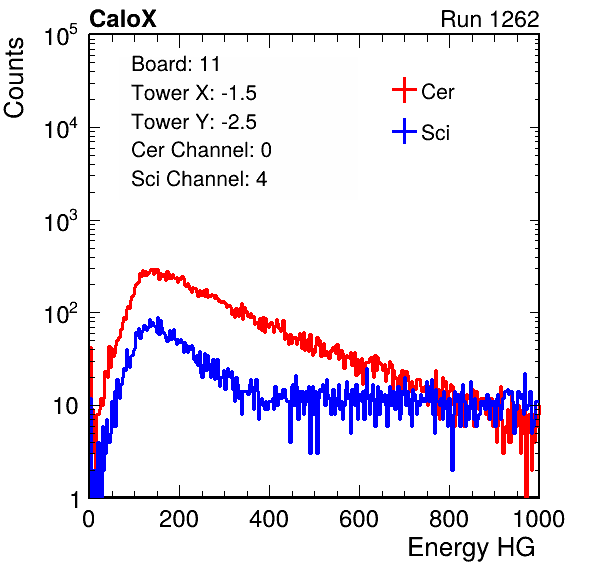 CaloX Run 1262
Counts
10^5
10^4
10^3
10^2
10
1
Board: 11
Tower X: -1.5
Tower Y: -2.5
Cer Channel: 0
Sci Channel: 4
Cer
Sci
0 200 400 600 800 1000
Energy HG